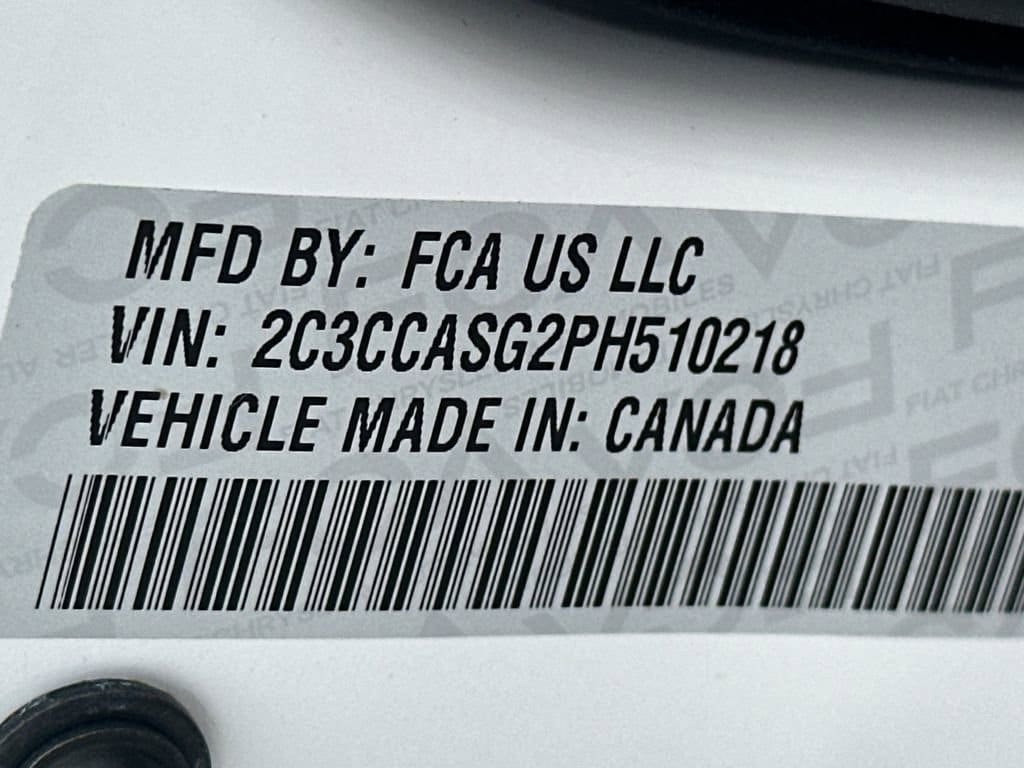 MFD BY: FCA US LLC
VIN: 2C3CCASG2PH510218
VEHICLE MADE IN: CANADA